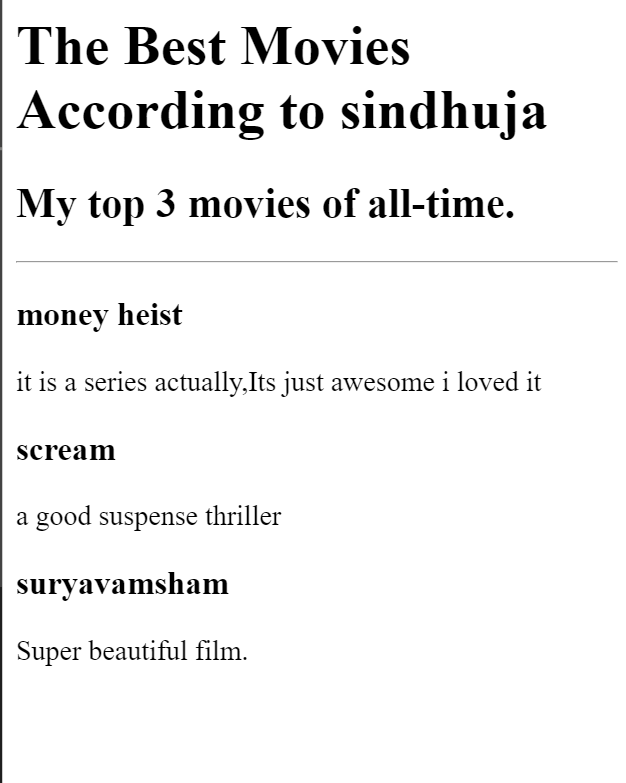 The Best Movies
According to sindhuja
My top 3 movies of all-time.
money heist
it is a series actually,Its just awesome i loved it
scream
a good suspense thriller
suryavamsham
Super beautiful film.